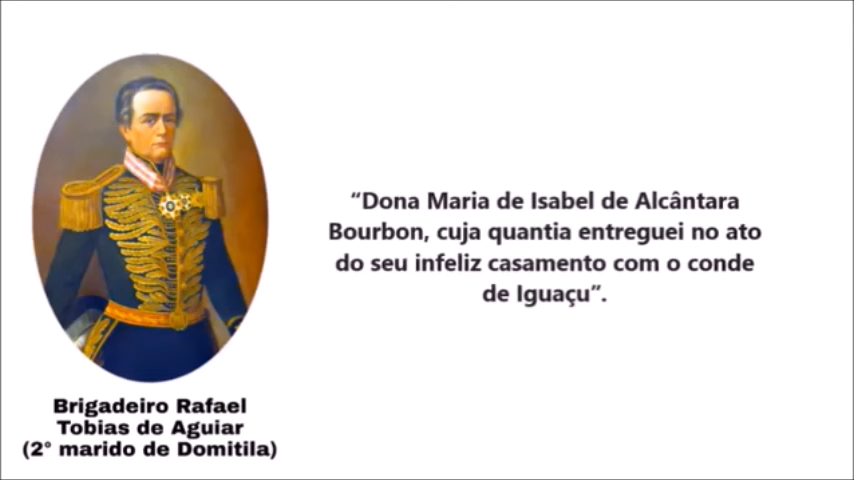 “Dona Maria de Isabel de Alcântara
Bourbon, cuja quantia entreguei no ato
do seu infeliz casamento com o conde
de Iguaçu”.
Brigadeiro Rafael
Tobias de Aguiar
(2° marido de Domitila)